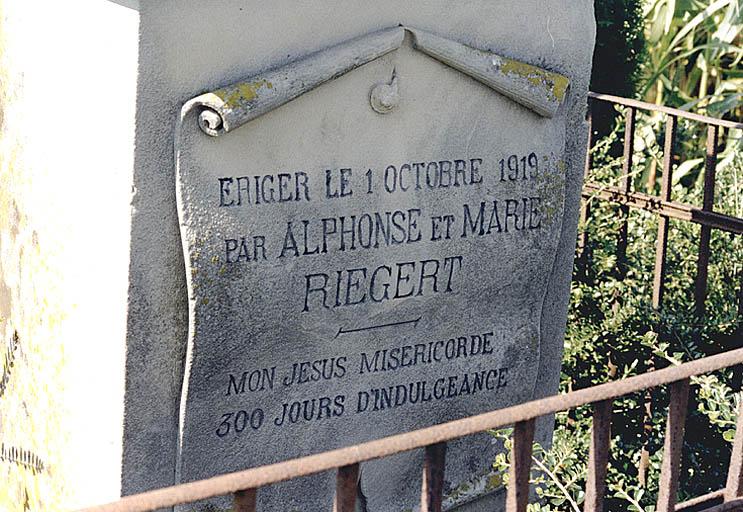 ERIGER LE 1 OCTOBRE 1919
PAR ALPHONSE ET MARIE
RIEGERT
MON JESUS MISERICORDE
300 JOURS D'INDULGEANCE